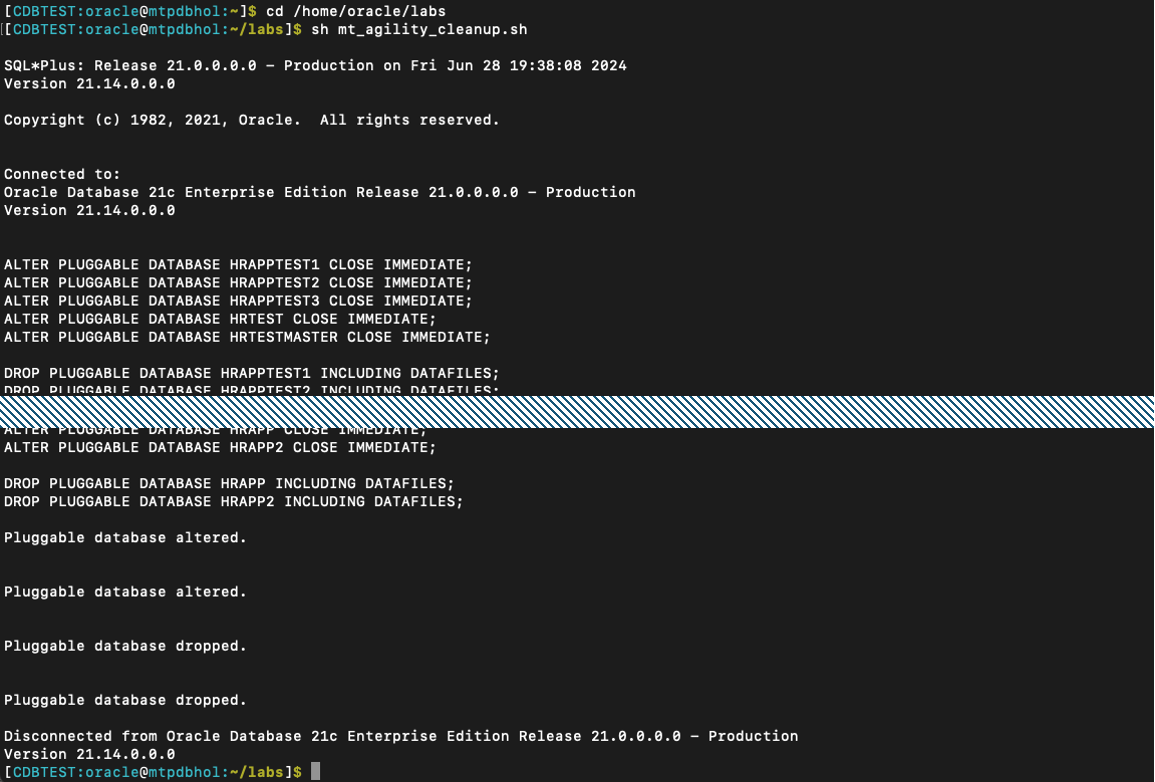 [CDBTEST:oracle@mtpdbhol:~]$ cd /home/oracle/labs
[[CDBTEST:oracle@mtpdbhol:~/labs]$ sh mt_agility_cleanup.sh
SQL*Plus: Release 21.0.0.0.0 - Production on Fri Jun 28 19:38:08 2024
Version 21.14.0.0.0
Copyright (c) 1982, 2021, Oracle.  All rights reserved.
Connected to:
Oracle Database 21c Enterprise Edition Release 21.0.0.0.0 - Production
Version 21.14.0.0.0
ALTER PLUGGABLE DATABASE HRAPPTEST1 CLOSE IMMEDIATE;
ALTER PLUGGABLE DATABASE HRAPPTEST2 CLOSE IMMEDIATE;
ALTER PLUGGABLE DATABASE HRAPPTEST3 CLOSE IMMEDIATE;
ALTER PLUGGABLE DATABASE HRTEST CLOSE IMMEDIATE;
ALTER PLUGGABLE DATABASE HRTESTMASTER CLOSE IMMEDIATE;
DROP PLUGGABLE DATABASE HRAPPTEST1 INCLUDING DATAFILES;
DROP PLUGGABLE DATABASE HRAPPTEST2 INCLUDING DATAFILES;
ALTER PLUGGABLE DATABASE HRAPP CLOSE IMMEDIATE;
ALTER PLUGGABLE DATABASE HRAPP2 CLOSE IMMEDIATE;
DROP PLUGGABLE DATABASE HRAPP INCLUDING DATAFILES;
DROP PLUGGABLE DATABASE HRAPP2 INCLUDING DATAFILES;
Pluggable database altered.
Pluggable database altered.
Pluggable database dropped.
Pluggable database dropped.
Disconnected from Oracle Database 21c Enterprise Edition Release 21.0.0.0.0 - Production
Version 21.14.0.0.0
[CDBTEST:oracle@mtpdbhol:~/labs]$